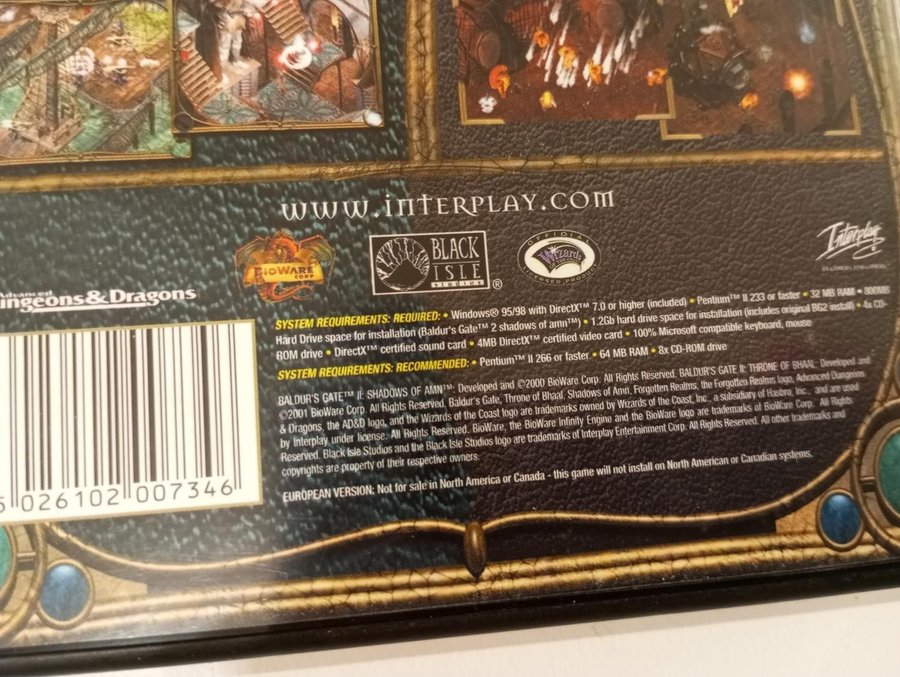 WWW.INTERPLAY.COM
BIOWARE CORP
BLACK ISLE STUDIOS®
OFFICIAL Wizards LICENSED PRODUCT
Interplay
BY GAMERS. FOR GAMERS.
Advanced
Dungeons & Dragons
SYSTEM REQUIREMENTS: REQUIRED: • Windows® 95/98 with DirectX™ 7.0 or higher (included) • Pentium™ II 233 or faster • 32 MB RAM • 800MB
Hard Drive space for installation (Baldur's Gate™ 2 shadows of amn™) • 1.2Gb hard drive space for installation (includes original BG2 install) • 4x CD-
ROM drive • DirectX™ certified sound card • 4MB DirectX™ certified video card • 100% Microsoft compatible keyboard, mouse
SYSTEM REQUIREMENTS: RECOMMENDED: • Pentium™ II 266 or faster • 64 MB RAM • 8x CD-ROM drive
BALDUR'S GATE™ II: SHADOWS OF AMN™: Developed and ©2000 BioWare Corp. All Rights Reserved. BALDUR'S GATE II: THRONE OF BHAAL: Developed and
©2001 BioWare Corp. All Rights Reserved. Baldur's Gate, Throne of Bhaal, Shadows of Amn, Forgotten Realms, the Forgotten Realms logo, Advanced Dungeons
& Dragons, the AD&D logo, and the Wizards of the Coast logo are trademarks owned by Wizards of the Coast, Inc., a subsidiary of Hasbro, Inc., and are used
by Interplay under license. All Rights Reserved. BioWare, the BioWare Infinity Engine and the BioWare logo are trademarks of BioWare Corp. All Rights
Reserved. Black Isle Studios and the Black Isle Studios logo are trademarks of Interplay Entertainment Corp. All Rights Reserved. All other trademarks and
copyrights are property of their respective owners.
EUROPEAN VERSION: Not for sale in North America or Canada - this game will not install on North American or Canadian systems.
5 026102 007346